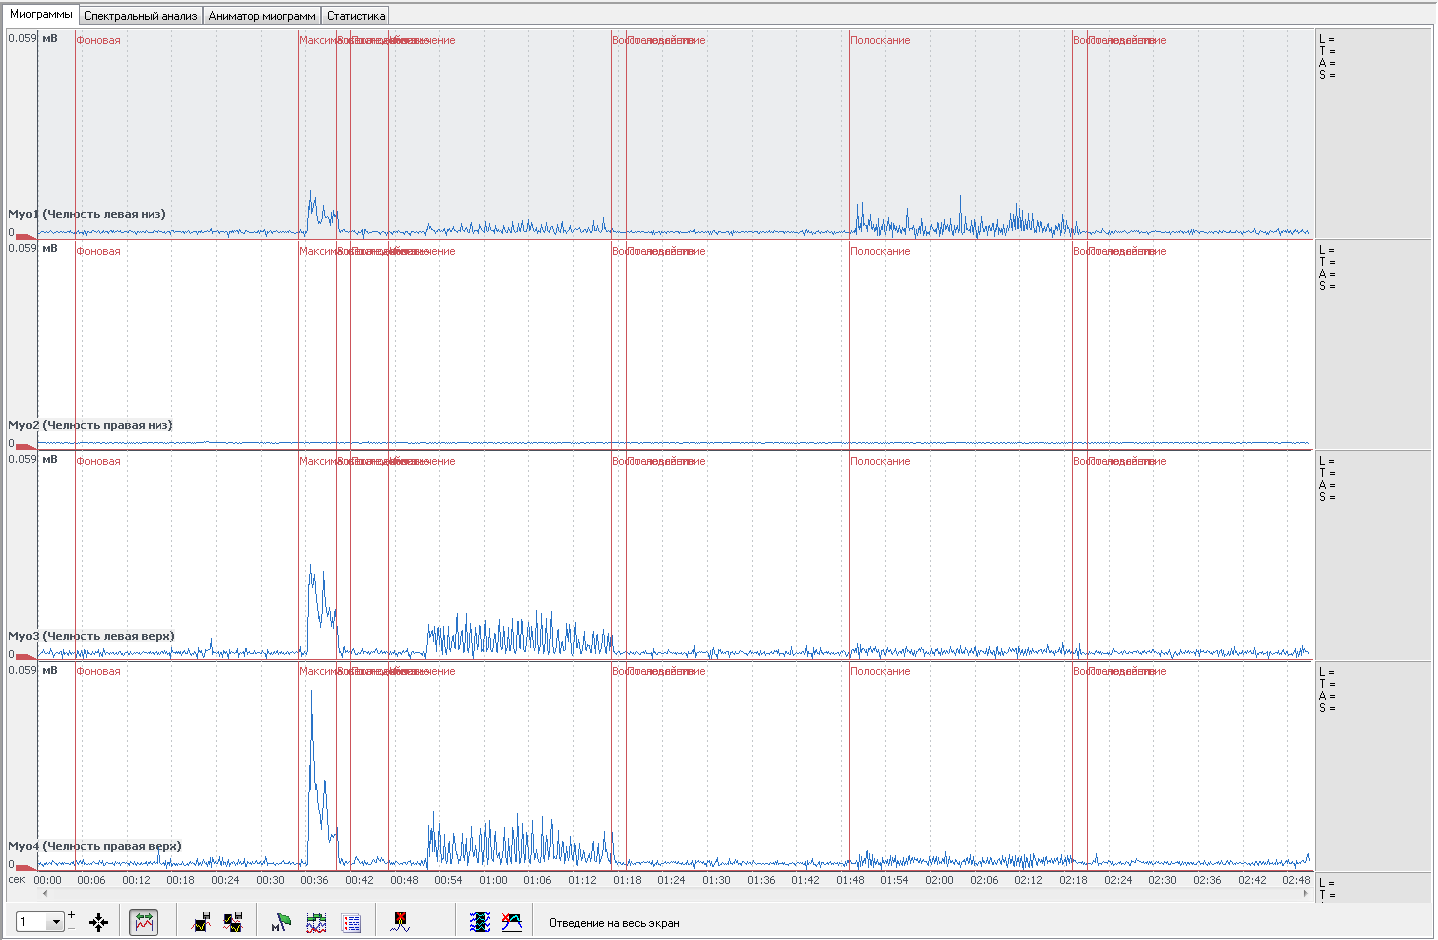 Миограммы Спектральный анализ Аниматор миограмм Статистика
0.059 мВ Фоновая Полоскание L =
T =
A =
S =
Myo1 (Челюсть левая низ)
0
0.059 мВ Фоновая Полоскание L =
T =
A =
S =
Myo2 (Челюсть правая низ)
0
0.059 мВ Фоновая Полоскание L =
T =
A =
S =
Myo3 (Челюсть левая верх)
0
0.059 мВ Фоновая Полоскание L =
T =
A =
S =
Myo4 (Челюсть правая верх)
0
сек 00:00 00:06 00:12 00:18 00:24 00:30 00:36 00:42 00:48 00:54 01:00 01:06 01:12 01:18 01:24 01:30 01:36 01:42 01:48 01:54 02:00 02:06 02:12 02:18 02:24 02:30 02:36 02:42 02:48 L =
T =
1 + − М Отведение на весь экран